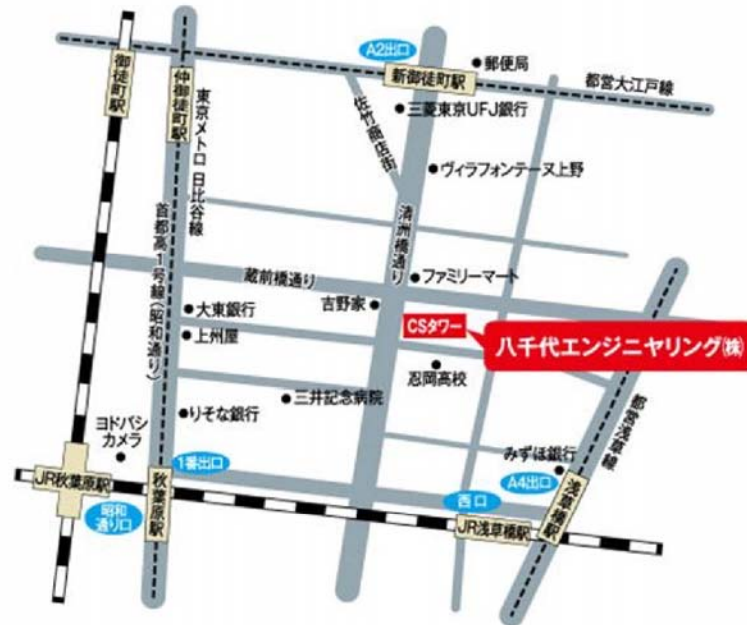 A2出口
郵便局
新御徒町駅
都営大江戸線
御徒町駅
仲御徒町駅
東京メトロ 日比谷線
佐竹商店街
三菱東京UFJ銀行
ヴィラフォンテーヌ上野
清洲橋通り
首都高1号線(昭和通り)
蔵前橋通り
ファミリーマート
大東銀行
吉野家
上州屋
CSタワー
八千代エンジニヤリング㈱
忍岡高校
三井記念病院
りそな銀行
都営浅草線
ヨドバシ
カメラ
1番出口
みずほ銀行
A4出口
JR秋葉原駅
秋葉原駅
昭和
通り口
西口
JR浅草橋駅
浅草橋駅